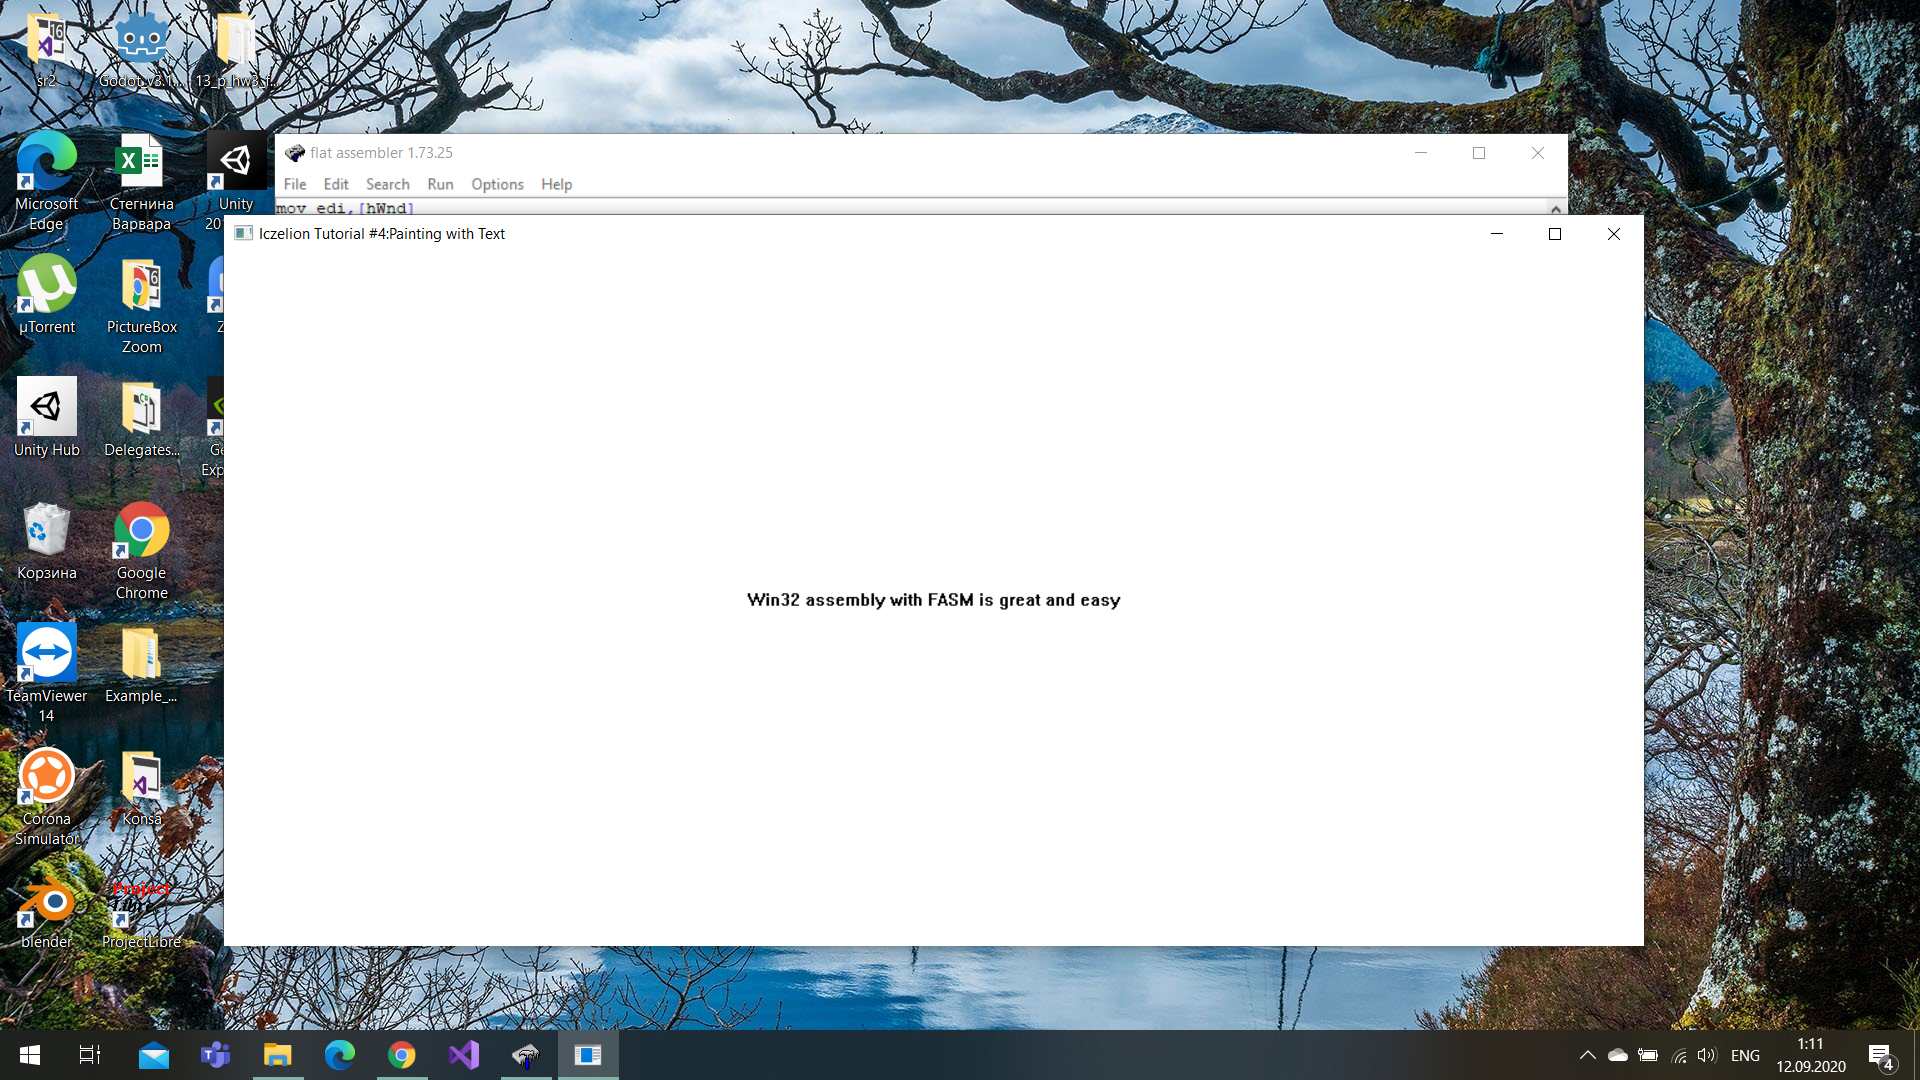 sr2
Godot_v3.1...
13_p_hw3_i...
Microsoft
Edge
Стегнина
Варвара
Unity
20
µTorrent
PictureBox
Zoom
Z
Unity Hub
Delegates...
Ge
Exp
Корзина
Google
Chrome
TeamViewer
14
Example_...
Corona
Simulator
Konsa
blender
Project
Libre
ProjectLibre
flat assembler 1.73.25
File Edit Search Run Options Help
mov edi,[hWnd]
Iczelion Tutorial #4:Painting with Text
Win32 assembly with FASM is great and easy
ENG
1:11
12.09.2020
4